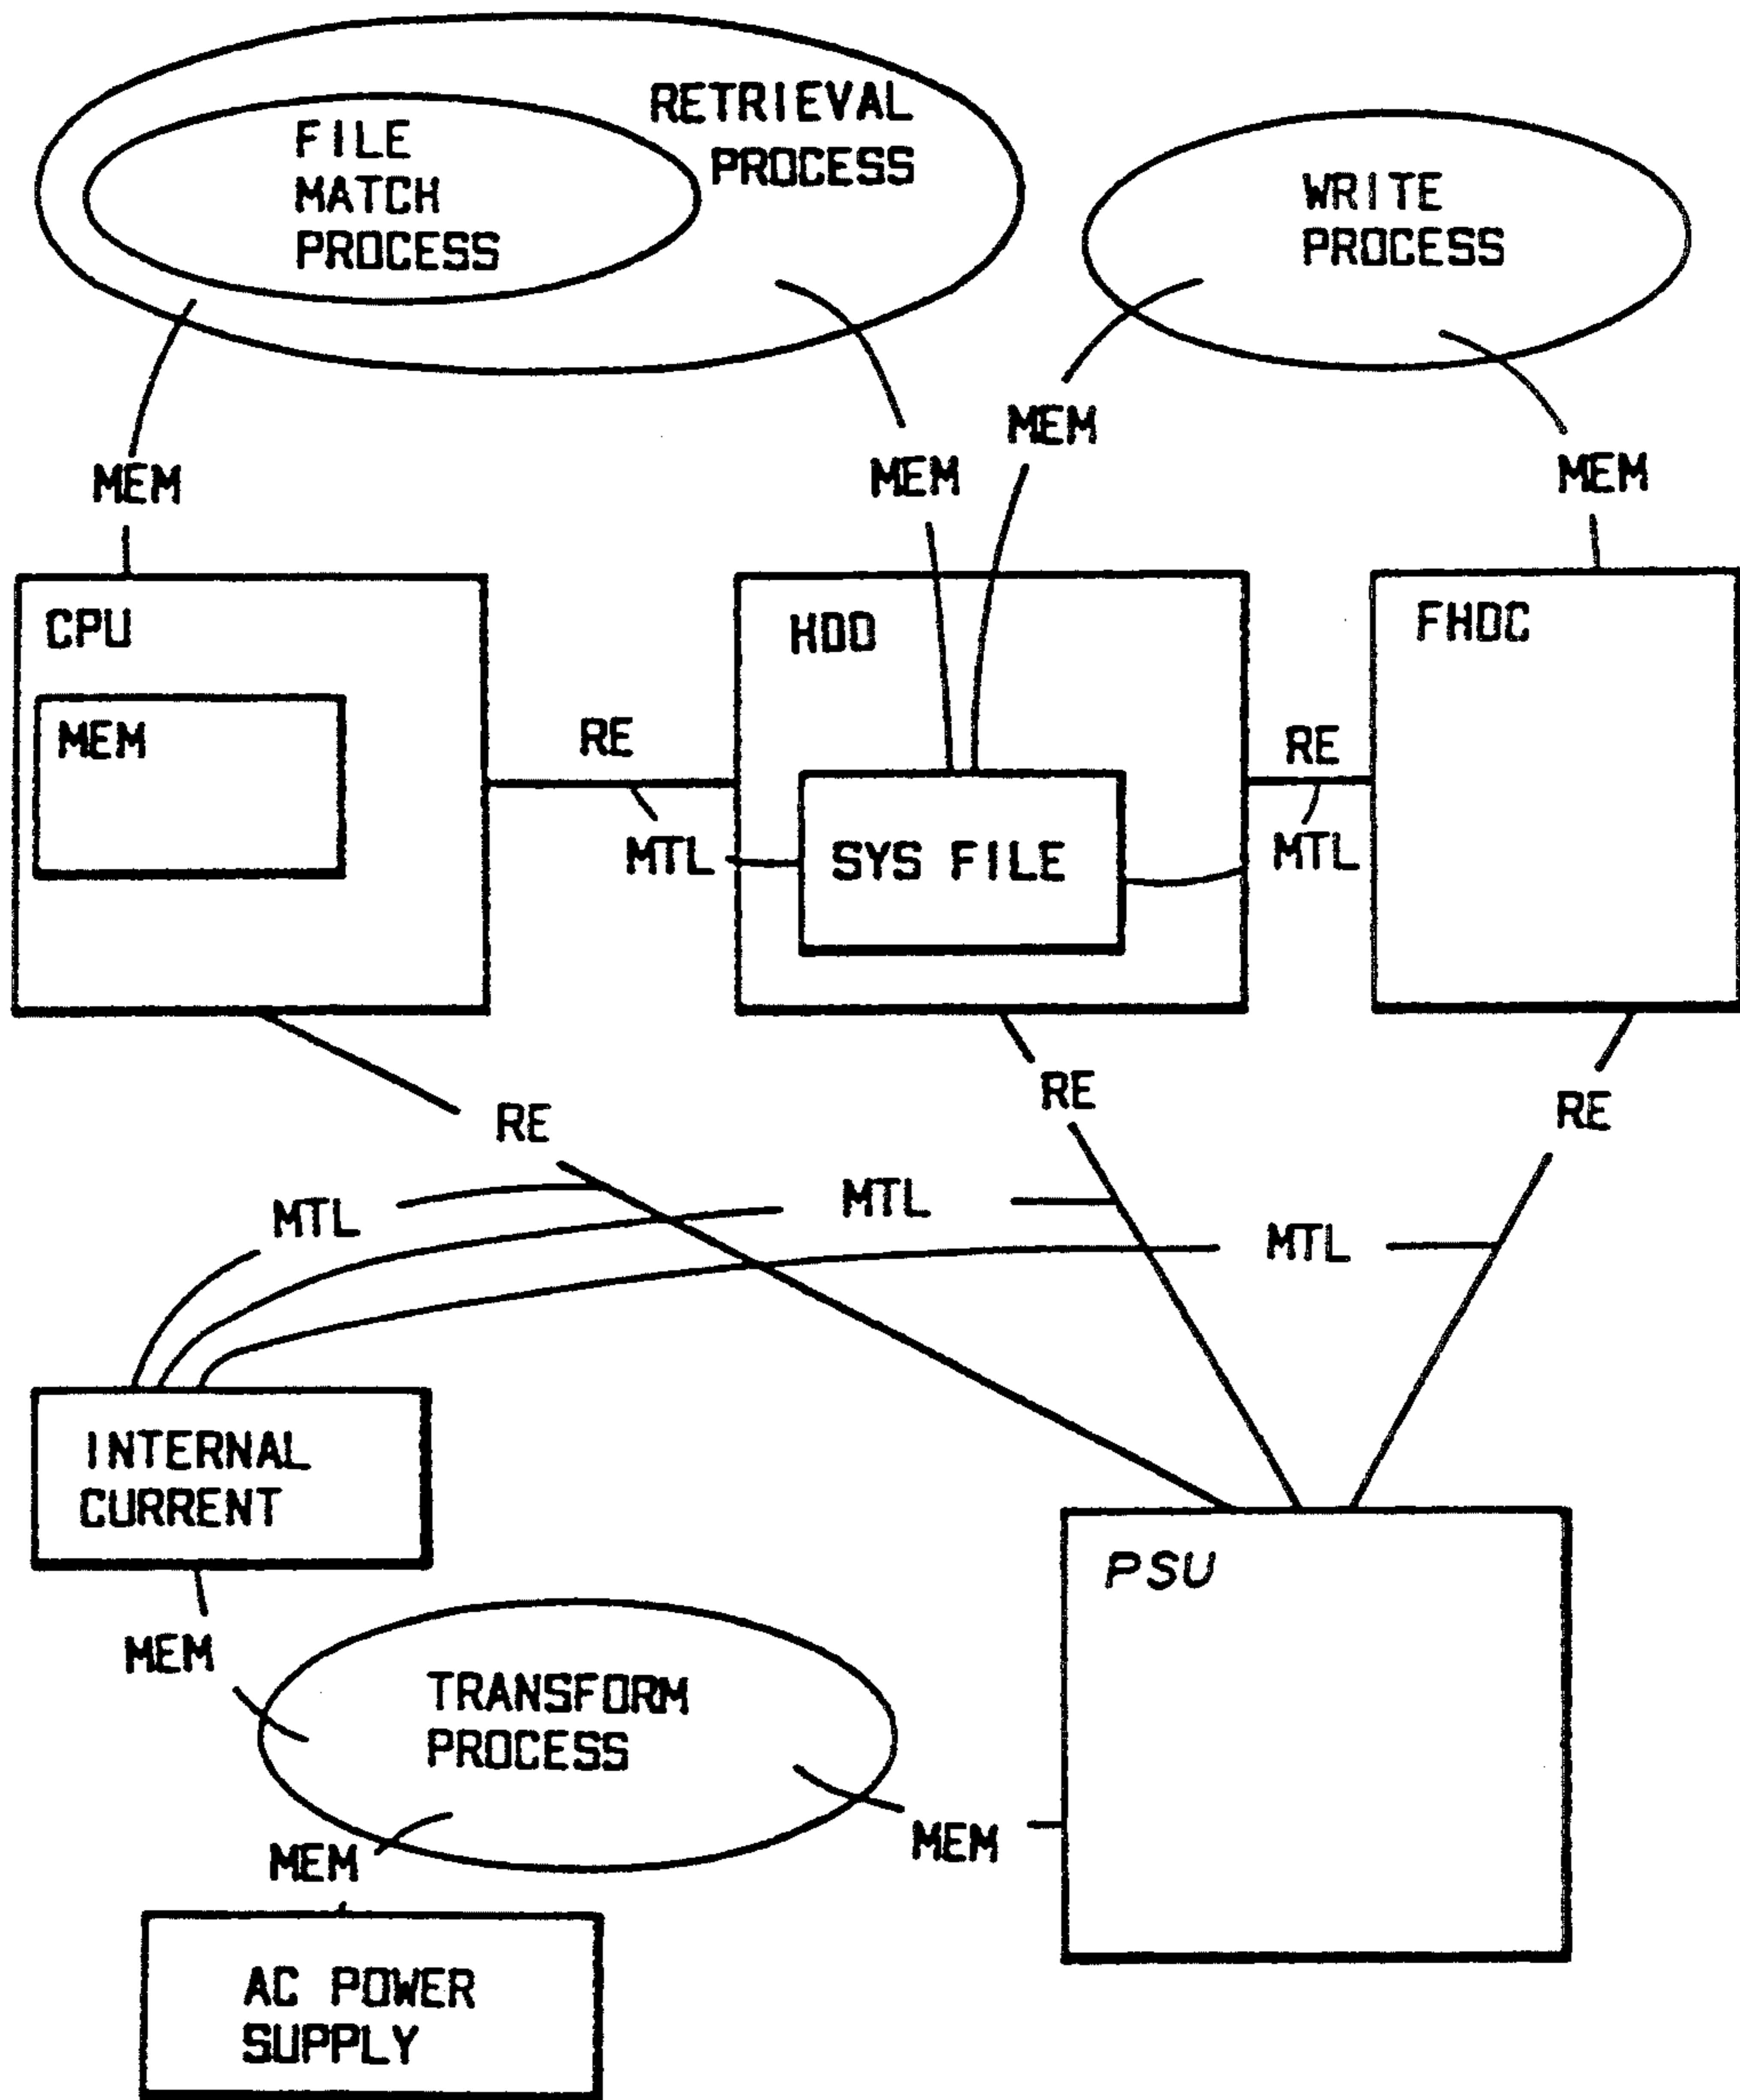 RETRIEVAL
PROCESS
FILE
MATCH
PROCESS
WRITE
PROCESS
MEM
MEM
MEM
MEM
CPU
HDD
FHDC
MEM
RE
RE
MTL
SYS FILE
MTL
RE
RE
RE
MTL
MTL
MTL
INTERNAL
CURRENT
PSU
MEM
TRANSFORM
PROCESS
MEM
MEM
AC POWER
SUPPLY